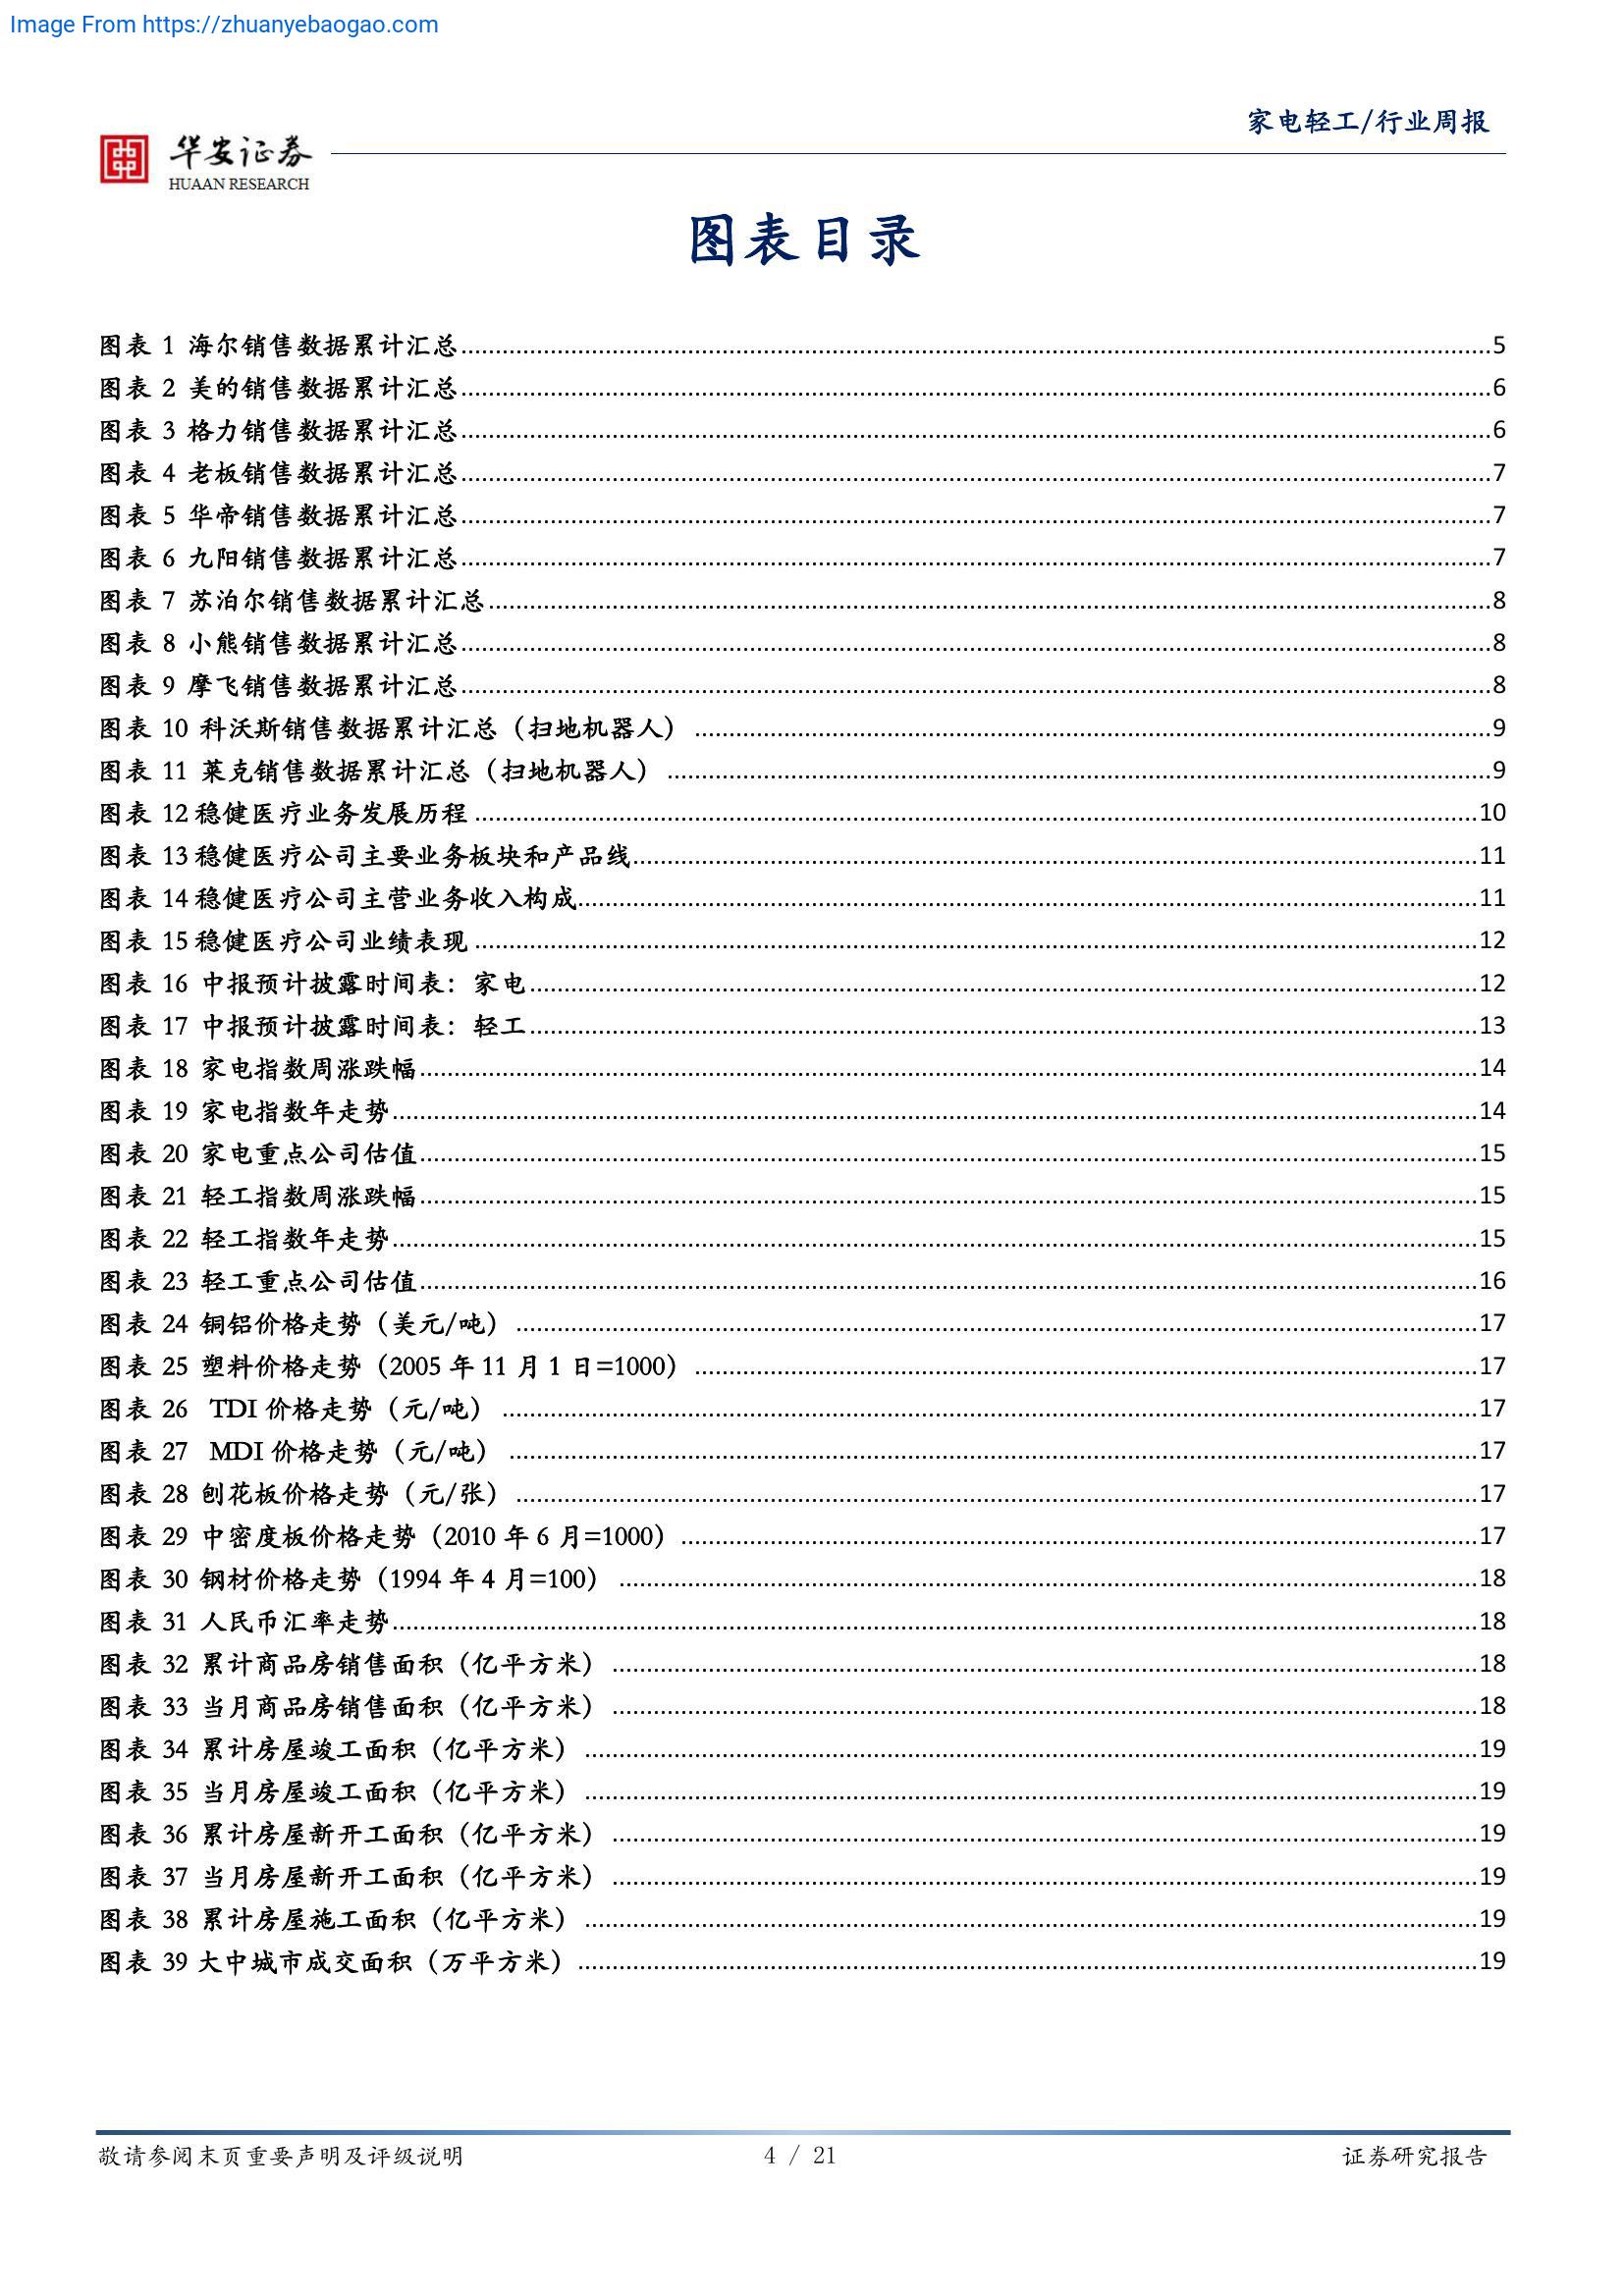 Image From https://zhuanyebaogao.com
家电轻工/行业周报
华安证券
HUAAN RESEARCH
图表目录
图表 1 海尔销售数据累计汇总 5
图表 2 美的销售数据累计汇总 6
图表 3 格力销售数据累计汇总 6
图表 4 老板销售数据累计汇总 7
图表 5 华帝销售数据累计汇总 7
图表 6 九阳销售数据累计汇总 7
图表 7 苏泊尔销售数据累计汇总 8
图表 8 小熊销售数据累计汇总 8
图表 9 摩飞销售数据累计汇总 8
图表 10 科沃斯销售数据累计汇总（扫地机器人） 9
图表 11 莱克销售数据累计汇总（扫地机器人） 9
图表 12 稳健医疗业务发展历程 10
图表 13 稳健医疗公司主要业务板块和产品线 11
图表 14 稳健医疗公司主营业务收入构成 11
图表 15 稳健医疗公司业绩表现 12
图表 16 中报预计披露时间表：家电 12
图表 17 中报预计披露时间表：轻工 13
图表 18 家电指数周涨跌幅 14
图表 19 家电指数年走势 14
图表 20 家电重点公司估值 15
图表 21 轻工指数周涨跌幅 15
图表 22 轻工指数年走势 15
图表 23 轻工重点公司估值 16
图表 24 铜铝价格走势（美元/吨） 17
图表 25 塑料价格走势（2005 年 11 月 1 日=1000） 17
图表 26 TDI 价格走势（元/吨） 17
图表 27 MDI 价格走势（元/吨） 17
图表 28 刨花板价格走势（元/张） 17
图表 29 中密度板价格走势（2010 年 6 月=1000） 17
图表 30 钢材价格走势（1994 年 4 月=100） 18
图表 31 人民币汇率走势 18
图表 32 累计商品房销售面积（亿平方米） 18
图表 33 当月商品房销售面积（亿平方米） 18
图表 34 累计房屋竣工面积（亿平方米） 19
图表 35 当月房屋竣工面积（亿平方米） 19
图表 36 累计房屋新开工面积（亿平方米） 19
图表 37 当月房屋新开工面积（亿平方米） 19
图表 38 累计房屋施工面积（亿平方米） 19
图表 39 大中城市成交面积（万平方米） 19
敬请参阅末页重要声明及评级说明 4 / 21 证券研究报告